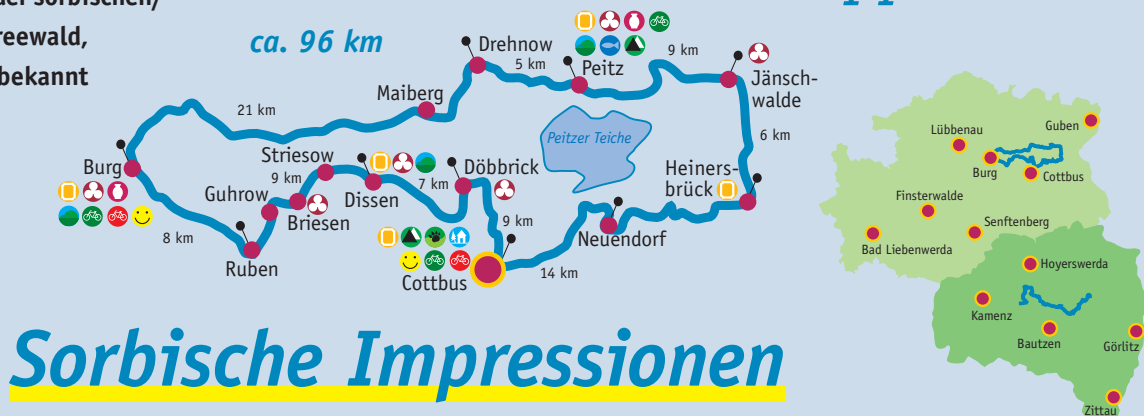 der sorbischen/
reewald,
bekannt
ca. 96 km
Drehnow
5 km
Peitz
9 km
Jänsch-
walde
Maiberg
21 km
6 km
Peitzer Teiche
Burg
Striesow
9 km
Guhrow
Briesen
Dissen
7 km
Döbbrick
9 km
Heiners-
brück
8 km
Ruben
Neuendorf
14 km
Cottbus
Sorbische Impressionen
Lübbenau
Guben
Burg
Cottbus
Finsterwalde
Senftenberg
Bad Liebenwerda
Hoyerswerda
Kamenz
Bautzen
Görlitz
Zittau